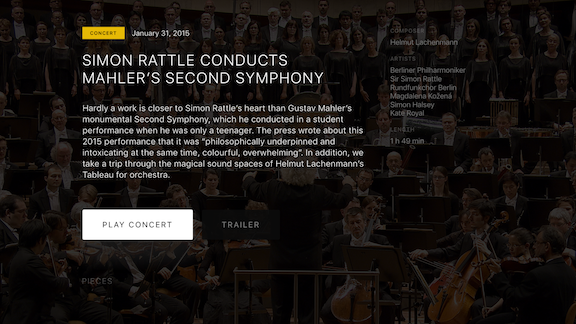 CONCERT
January 31, 2015
SIMON RATTLE CONDUCTS
MAHLER'S SECOND SYMPHONY
Hardly a work is closer to Simon Rattle's heart than Gustav Mahler's
monumental Second Symphony, which he conducted in a student
performance when he was only a teenager. The press wrote about this
2015 performance that it was "philosophically underpinned and
intoxicating at the same time, colourful, overwhelming". In addition, we
take a trip through the magical sound spaces of Helmut Lachenmann's
Tableau for orchestra.
PLAY CONCERT
TRAILER
PIECES
COMPOSER
Helmut Lachenmann
ARTISTS
Berliner Philharmoniker
Sir Simon Rattle
Rundfunkchor Berlin
Magdalena Kožená
Simon Halsey
Kate Royal
LENGTH
1 h 49 min